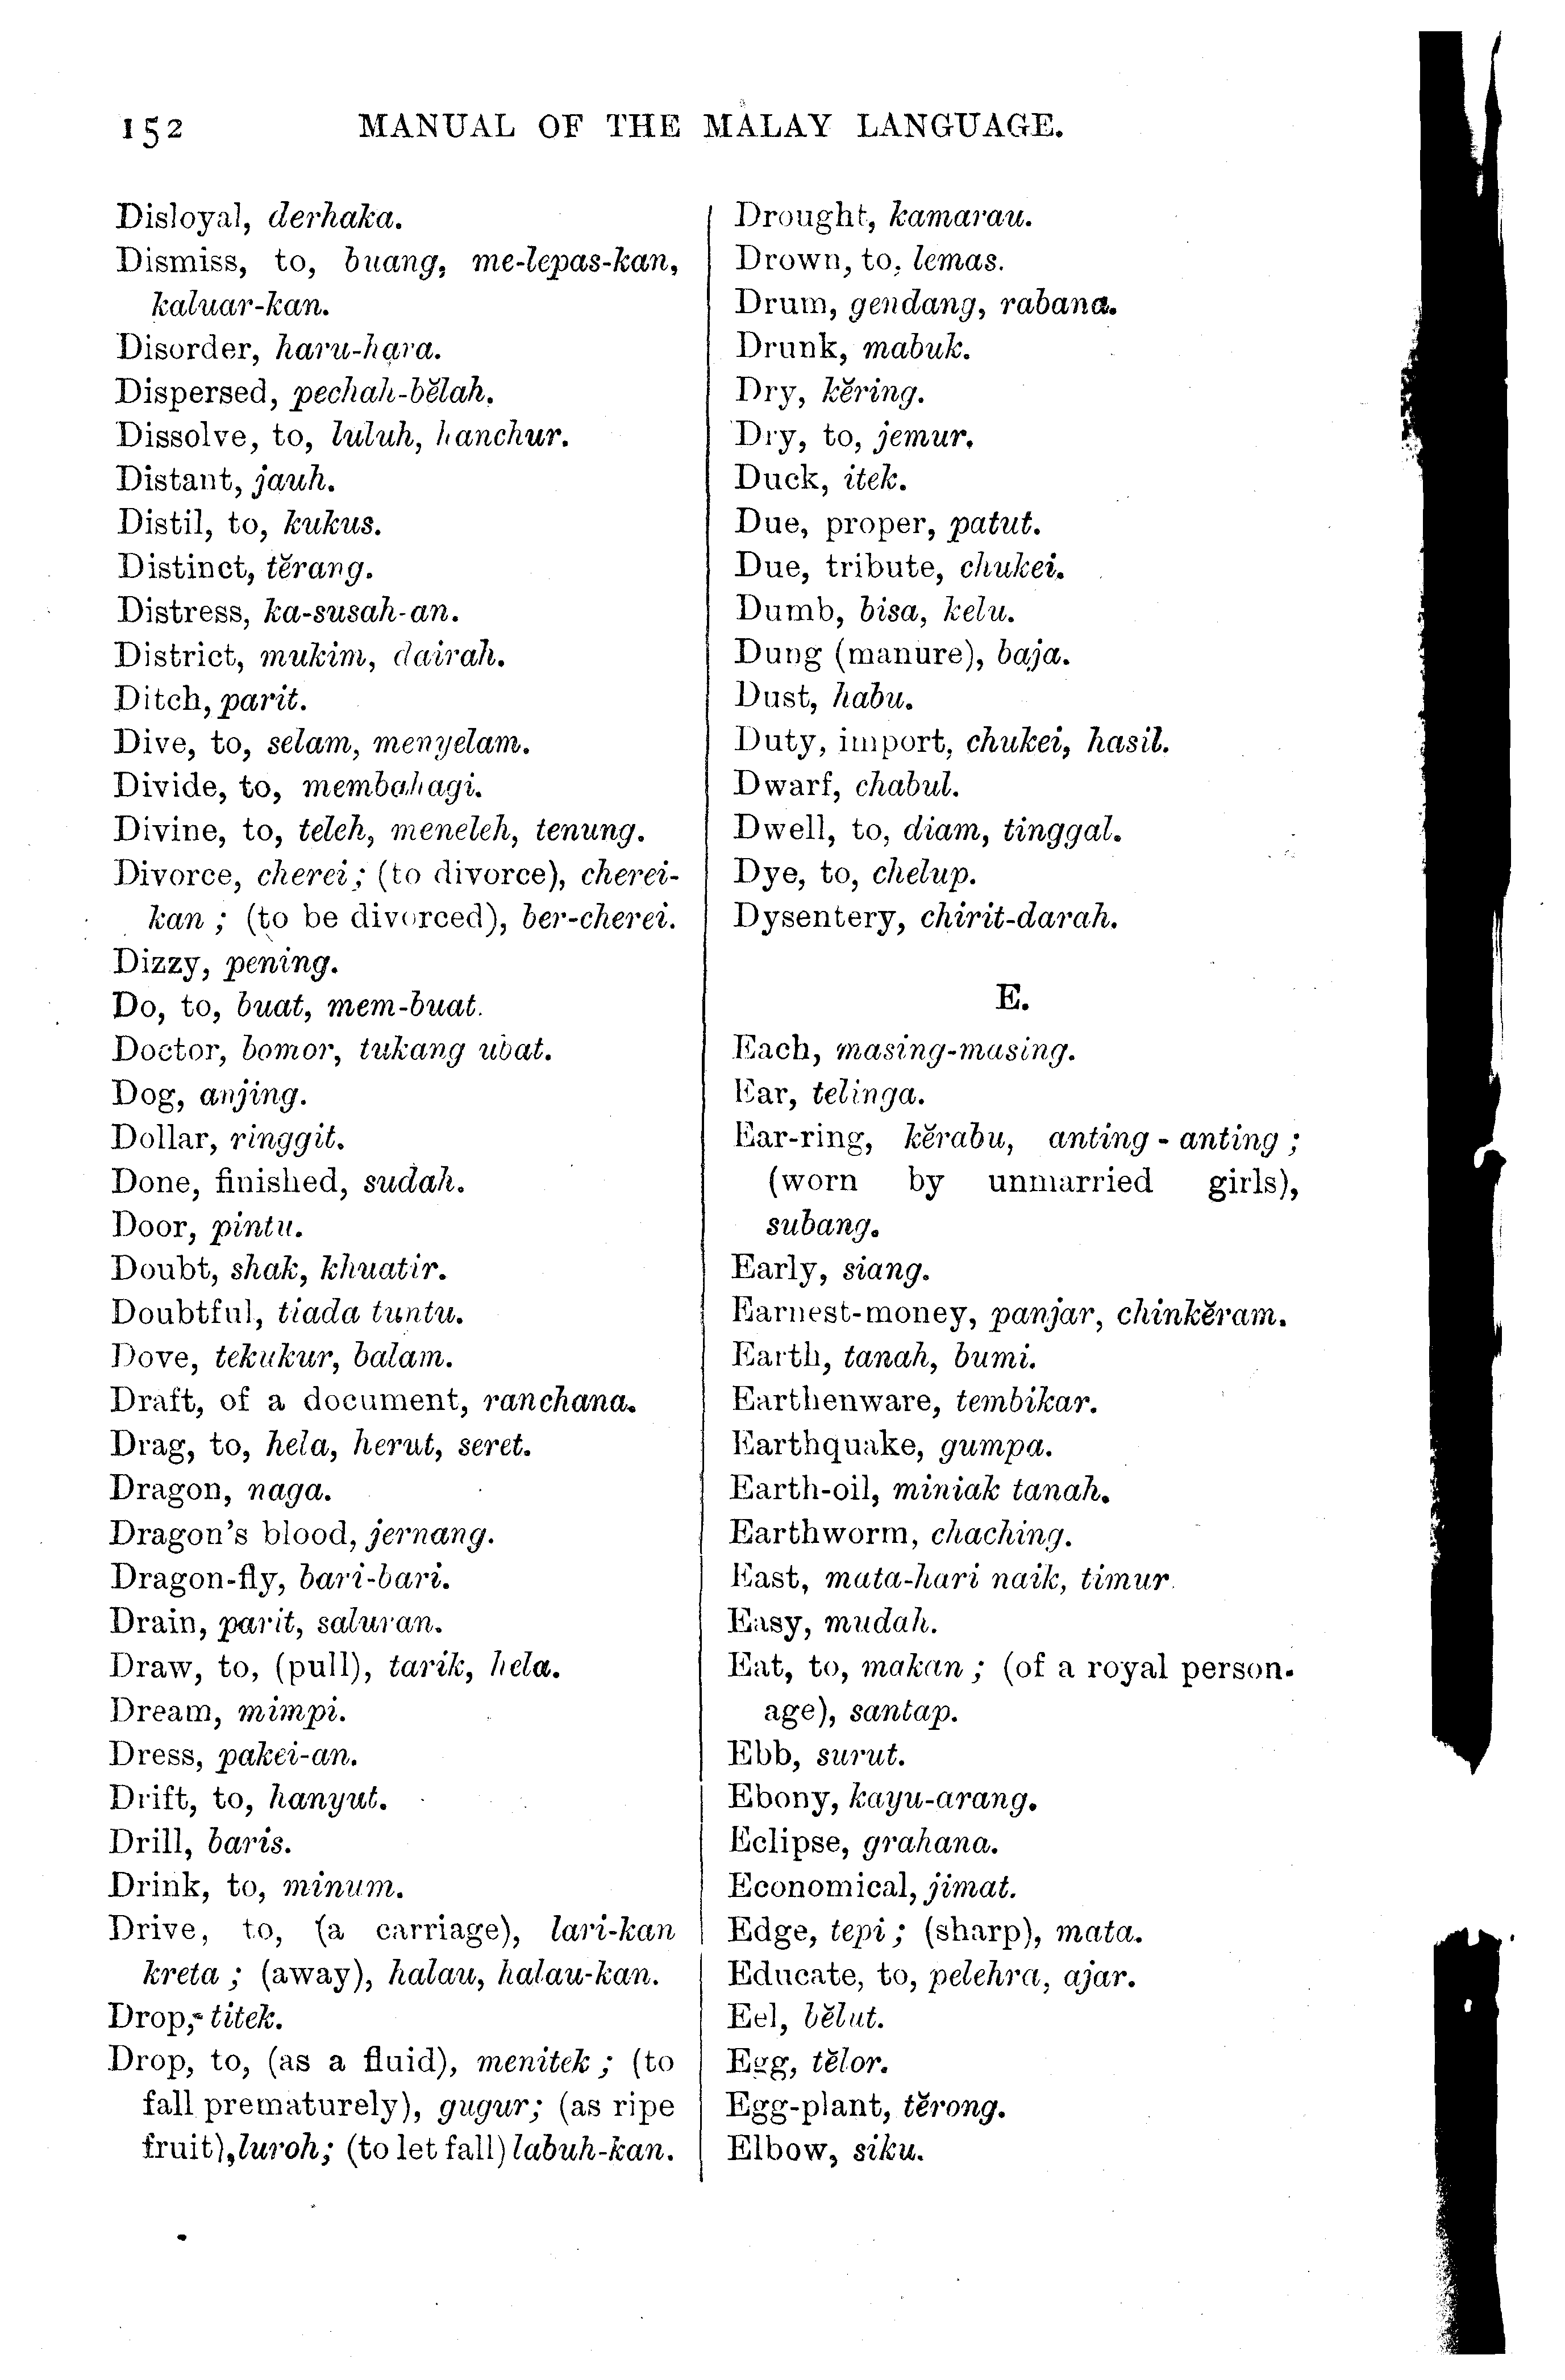 152 MANUAL OF THE MALAY LANGUAGE.
Disloyal, derhaka.
Dismiss, to, buang, me-lepas-kan,
kaluar-kan.
Disorder, haru-hara.
Dispersed, pechah-bĕlah.
Dissolve, to, luluh, hanchur.
Distant, jauh.
Distil, to, kukus.
Distinct, tĕrang.
Distress, ka-susah-an.
District, mukim, dairah.
Ditch, parit.
Dive, to, selam, menyelam.
Divide, to, membahagi.
Divine, to, teleh, meneleh, tenung.
Divorce, cherei; (to divorce), cherei-
kan; (to be divorced), ber-cherei.
Dizzy, pening.
Do, to, buat, mem-buat.
Doctor, bomor, tukang ubat.
Dog, anjing.
Dollar, ringgit.
Done, finished, sudah.
Door, pintu.
Doubt, shak, khuatir.
Doubtful, tiada tuntu.
Dove, tekukur, balam.
Draft, of a document, ranchana.
Drag, to, hela, herut, seret.
Dragon, naga.
Dragon's blood, jernang.
Dragon-fly, bari-bari.
Drain, parit, saluran.
Draw, to, (pull), tarik, hela.
Dream, mimpi.
Dress, pakei-an.
Drift, to, hanyut.
Drill, baris.
Drink, to, minum.
Drive, to, (a carriage), lari-kan
kreta; (away), halau, halau-kan.
Drop, titek.
Drop, to, (as a fluid), menitek; (to
fall prematurely), gugur; (as ripe
fruit), luroh; (to let fall) labuh-kan.
Drought, kamarau.
Drown, to, lemas.
Drum, gendang, rabana.
Drunk, mabuk.
Dry, kĕring.
Dry, to, jemur.
Duck, itek.
Due, proper, patut.
Due, tribute, chukei.
Dumb, bisa, kelu.
Dung (manure), baja.
Dust, habu.
Duty, import, chukei, hasil.
Dwarf, chabul.
Dwell, to, diam, tinggal.
Dye, to, chelup.
Dysentery, chirit-darah.
E.
Each, masing-masing.
Ear, telinga.
Ear-ring, kĕrabu, anting-anting;
(worn by unmarried girls),
subang.
Early, siang.
Earnest-money, panjar, chinkĕram.
Earth, tanah, bumi.
Earthenware, tembikar.
Earthquake, gumpa.
Earth-oil, miniak tanah.
Earthworm, chaching.
East, mata-hari naik, timur.
Easy, mudah.
Eat, to, makan; (of a royal person-
age), santap.
Ebb, surut.
Ebony, kayu-arang.
Eclipse, grahana.
Economical, jimat.
Edge, tepi; (sharp), mata.
Educate, to, pelehra, ajar.
Eel, bĕlut.
Egg, tĕlor.
Egg-plant, tĕrong.
Elbow, siku.